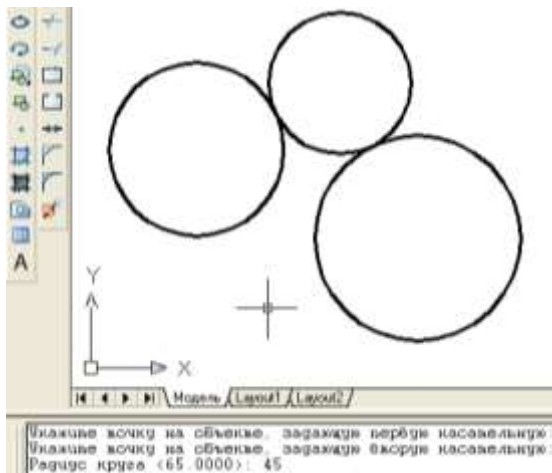 A
Y
X
Модель Layout1 Layout2
Укажите точку на объекте, задающую первую касательную:
Укажите точку на объекте, задающую вторую касательную:
Радиус круга <65.0000>: 45